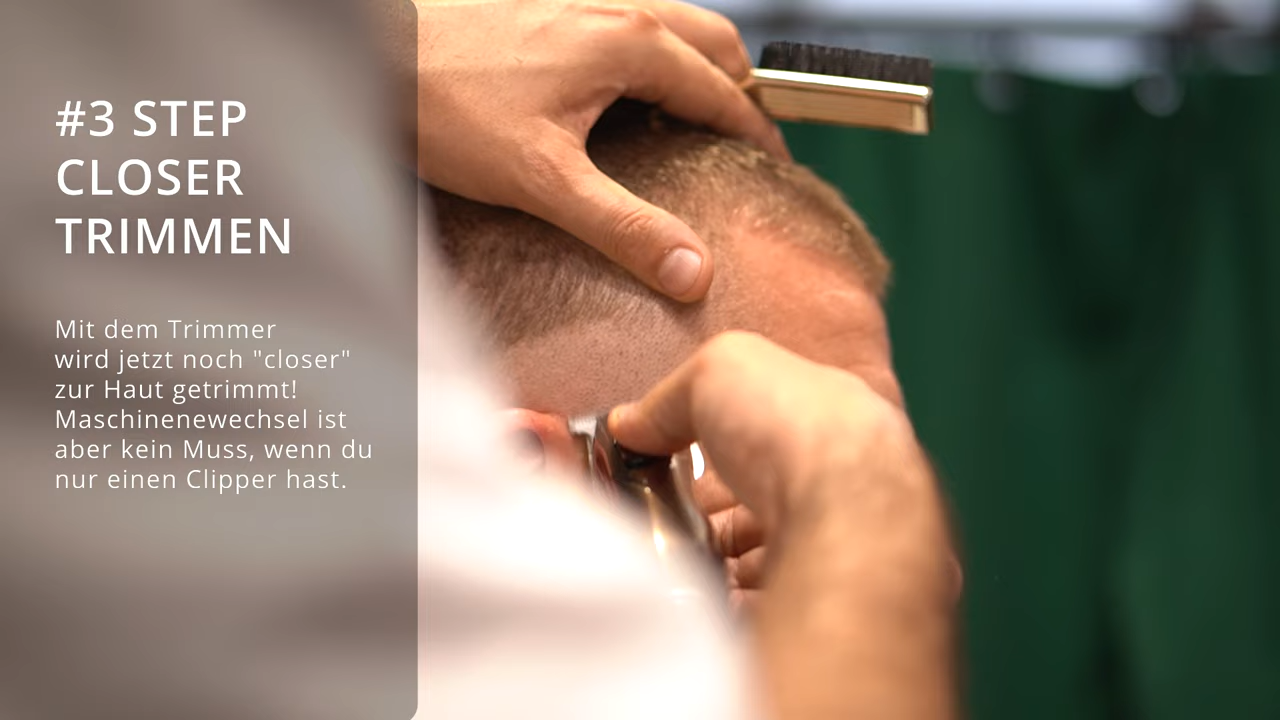 #3 STEP
CLOSER
TRIMMEN
Mit dem Trimmer
wird jetzt noch "closer"
zur Haut getrimmt!
Maschinenewechsel ist
aber kein Muss, wenn du
nur einen Clipper hast.